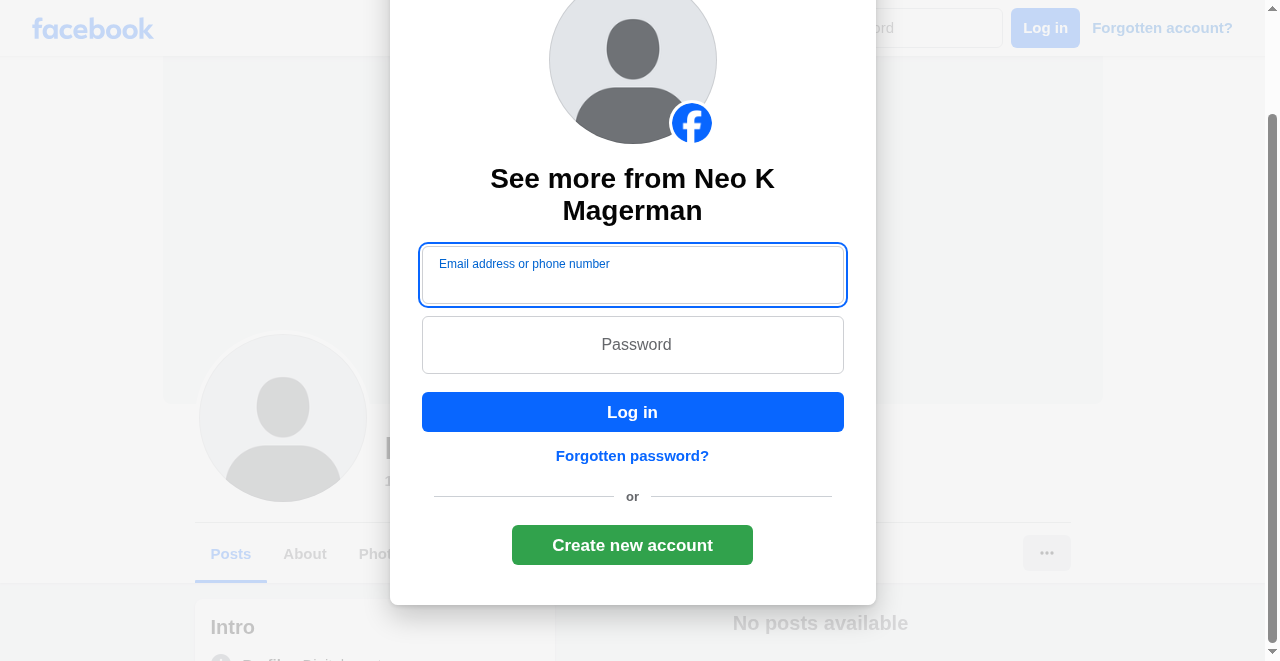 facebook
ord
Log in
Forgotten account?
See more from Neo K
Magerman
Email address or phone number
Password
Log in
Forgotten password?
or
Create new account
Posts
About
Phot
Intro
No posts available